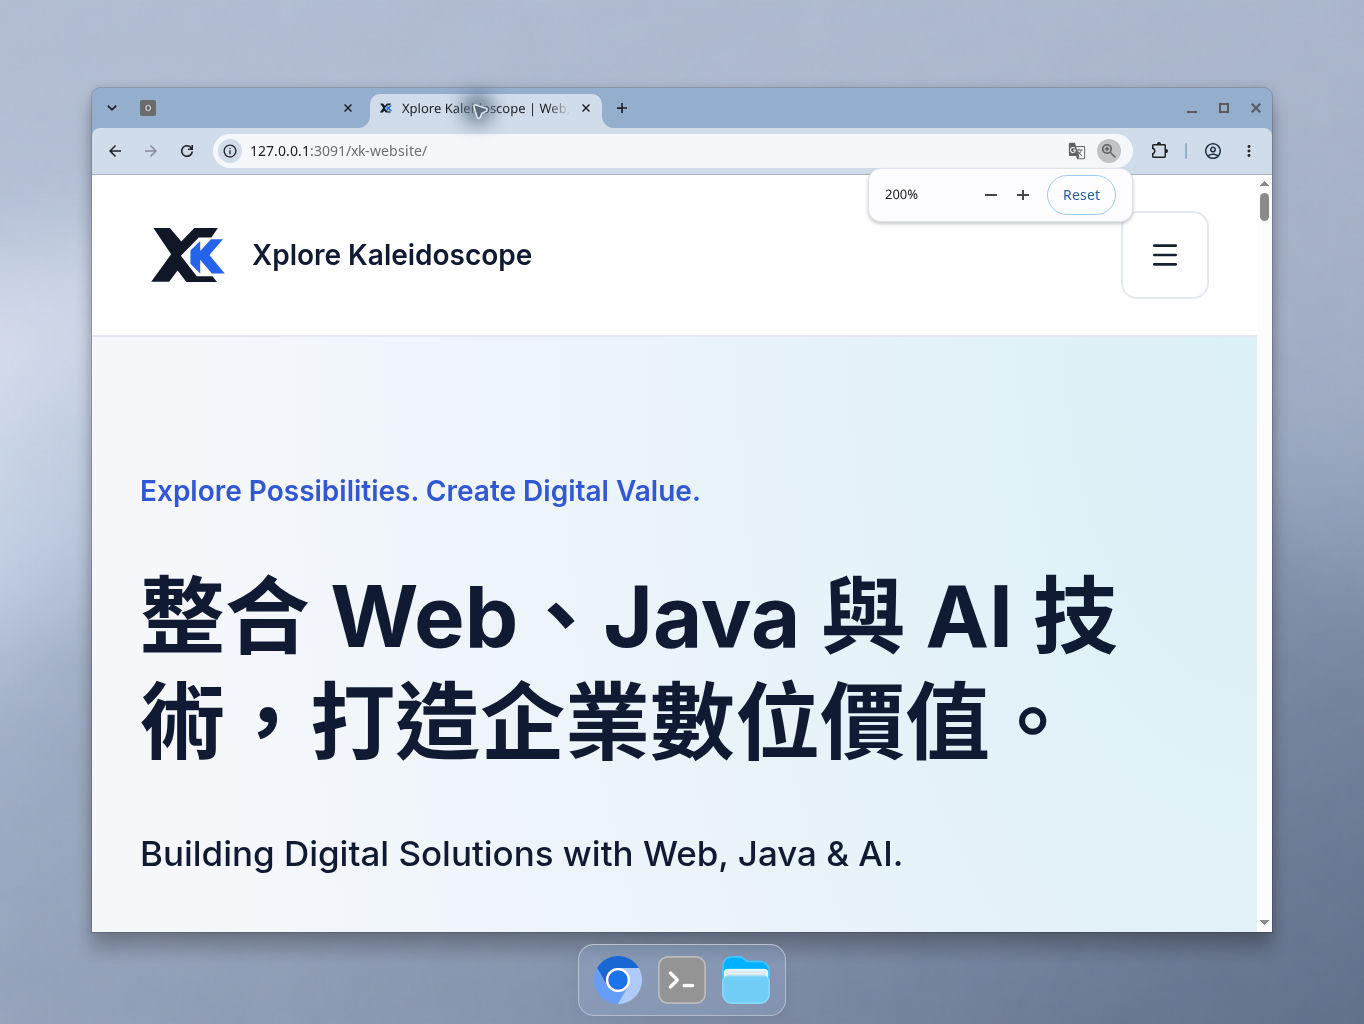 O
Xplore Kaleidoscope | Web,
127.0.0.1:3091/xk-website/
200%
Reset
Xplore Kaleidoscope
Explore Possibilities. Create Digital Value.
整合 Web、Java 與 AI 技
術，打造企業數位價值。
Building Digital Solutions with Web, Java & AI.